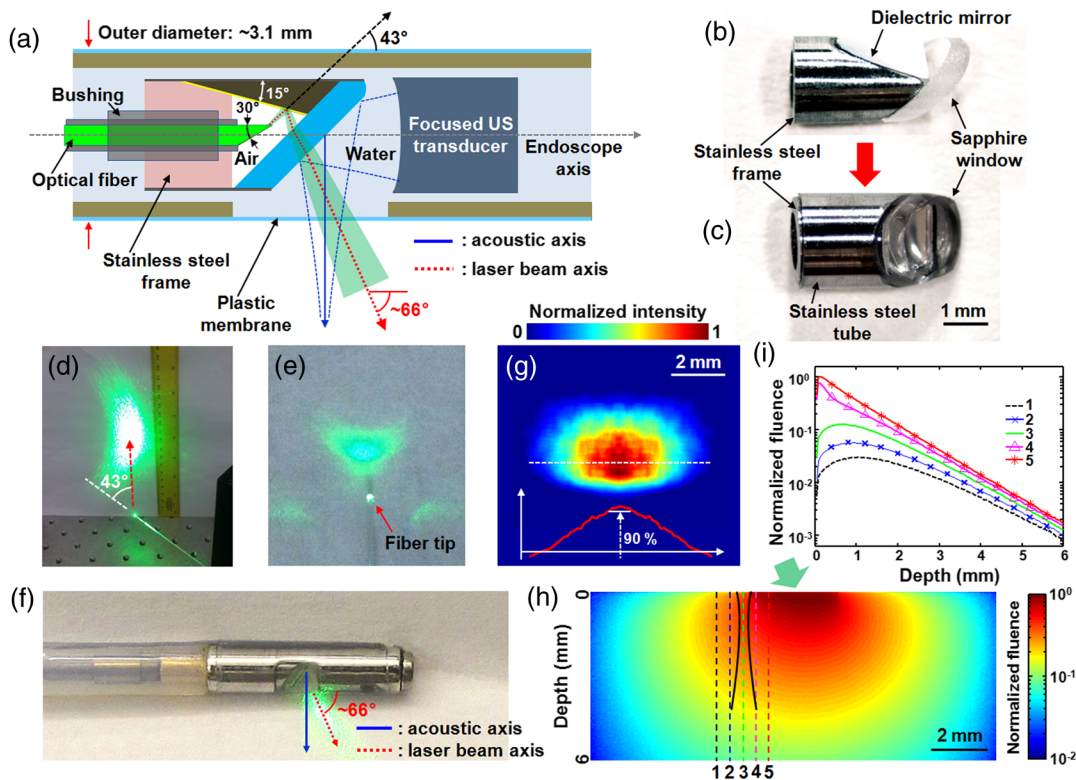 (a)
Outer diameter: ~3.1 mm
43°
Bushing
15°
30°
Air
Optical fiber
Water
Focused US
transducer
Endoscope
axis
Stainless steel
frame
Plastic
membrane
: acoustic axis
: laser beam axis
~66°
(b)
Dielectric mirror
Stainless steel
frame
Sapphire
window
(c)
Stainless steel
tube
1 mm
(d)
43°
(e)
Fiber tip
Normalized intensity
0
1
(g)
2 mm
90 %
(i)
Normalized fluence
10⁰
10⁻¹
10⁻²
10⁻³
1
2
3
4
5
0
1
2
3
4
5
6
Depth (mm)
(f)
~66°
: acoustic axis
: laser beam axis
(h)
0
Depth (mm)
6
1 2 3 4 5
2 mm
10⁰
10⁻¹
10⁻²
Normalized fluence